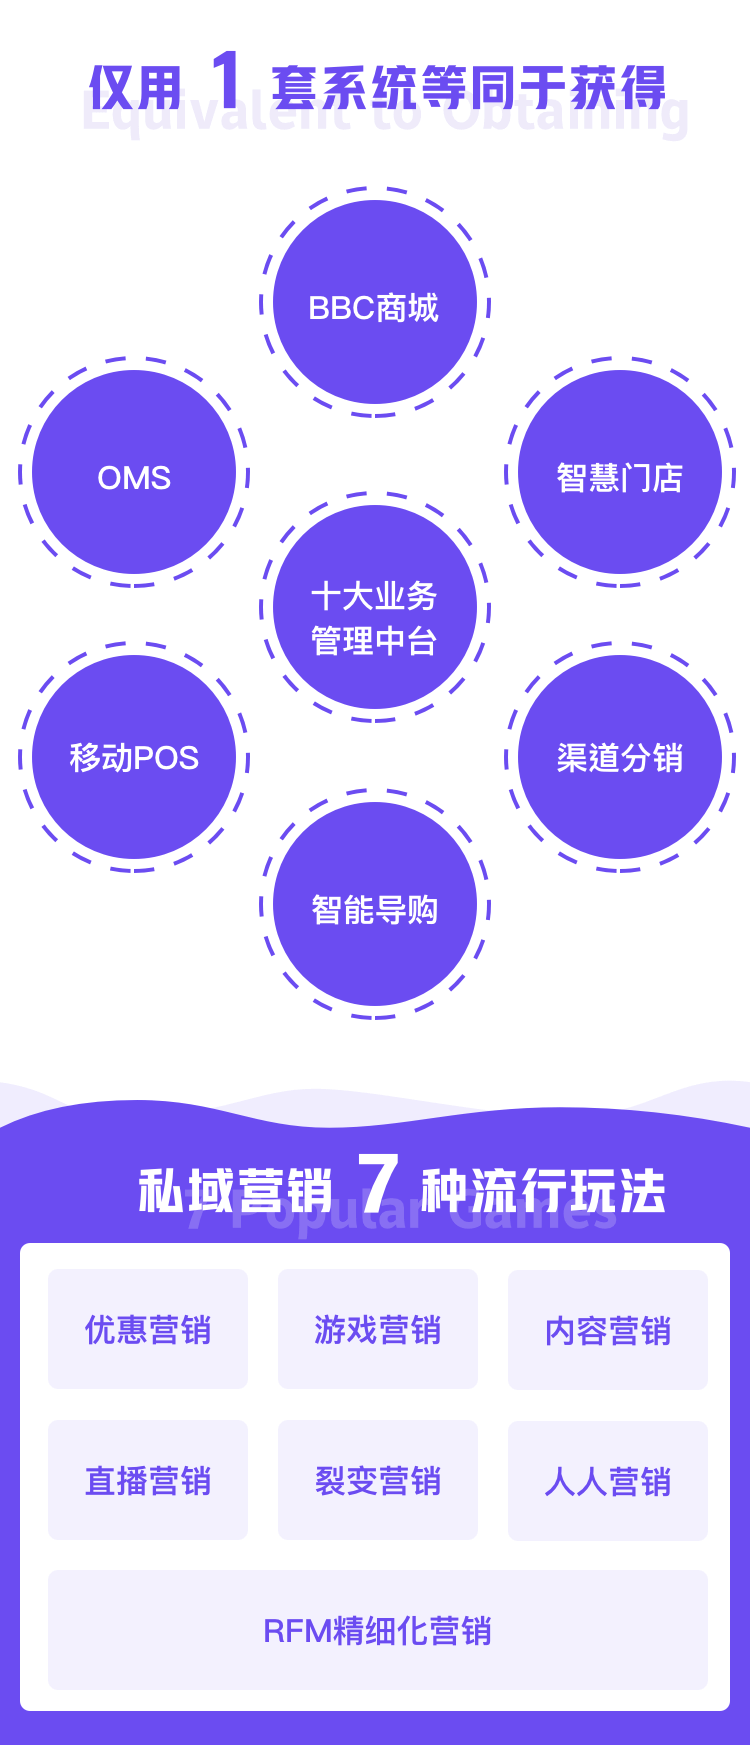 仅用 1 套系统等同于获得
Equivalent to Obtaining
BBC商城
OMS
智慧门店
十大业务
管理中台
移动POS
渠道分销
智能导购
私域营销 7 种流行玩法
7 Popular Games
优惠营销
游戏营销
内容营销
直播营销
裂变营销
人人营销
RFM精细化营销